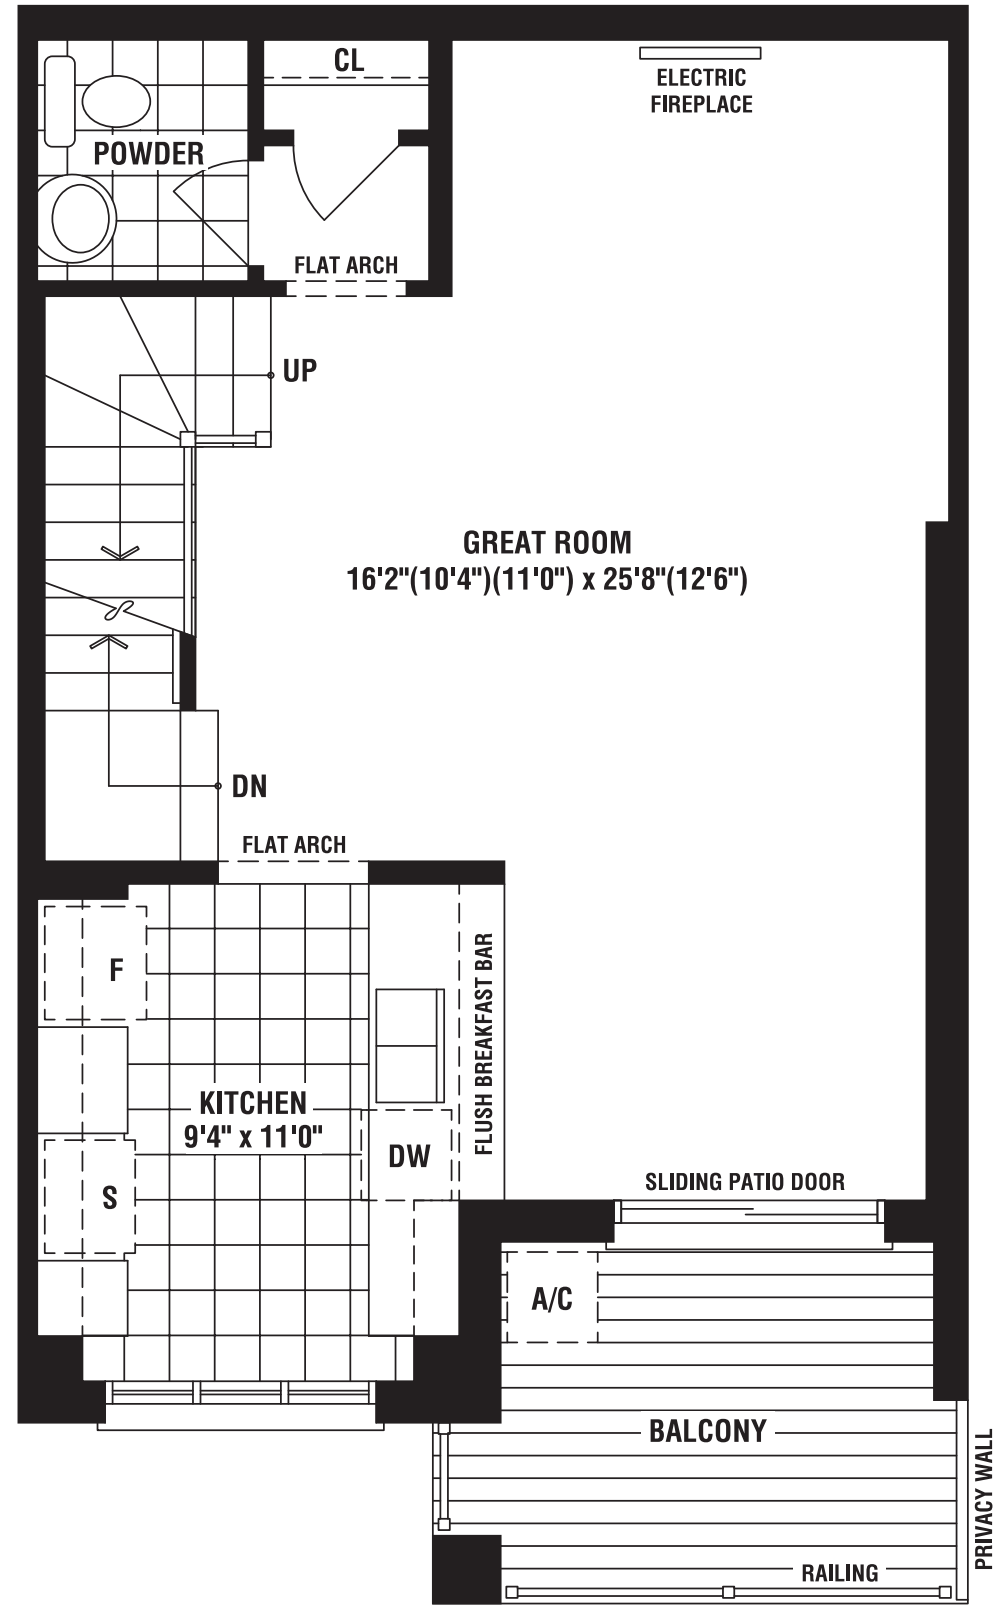 CL
ELECTRIC
FIREPLACE
POWDER
FLAT ARCH
UP
GREAT ROOM
16'2"(10'4")(11'0") x 25'8"(12'6")
DN
FLAT ARCH
F
FLUSH BREAKFAST BAR
KITCHEN
9'4" x 11'0"
DW
S
SLIDING PATIO DOOR
A/C
BALCONY
PRIVACY WALL
RAILING